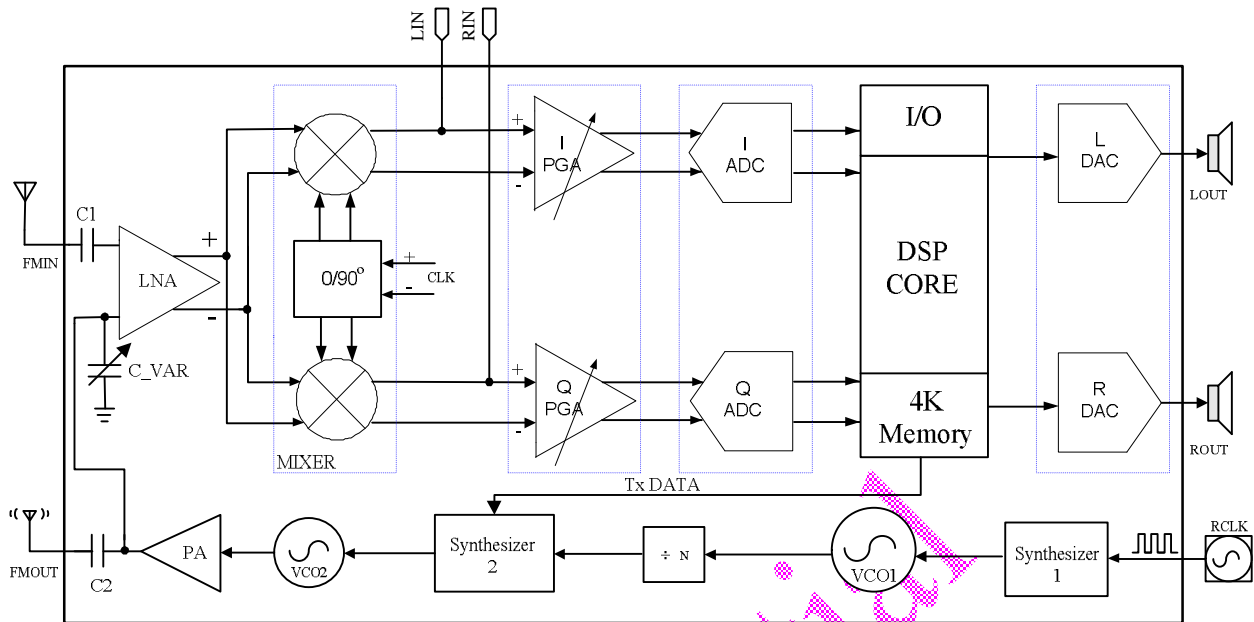 LIN
RIN
I/O
+
I
PGA
-
I
ADC
L
DAC
LOUT
C1
FMIN
LNA
+
-
0/90°
+
CLK
-
DSP
CORE
C_VAR
MIXER
+
Q
PGA
-
Q
ADC
4K
Memory
R
DAC
ROUT
Tx DATA
FMOUT
C2
PA
VCO2
Synthesizer
2
÷ N
VCO1
Synthesizer
1
RCLK